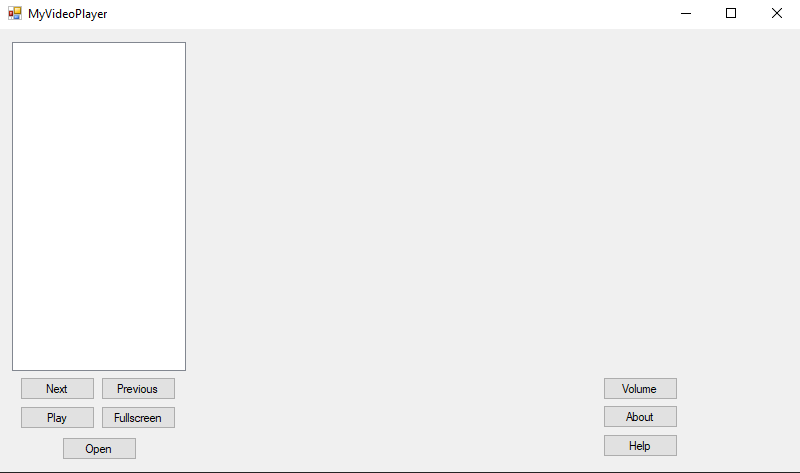 MyVideoPlayer
Next Previous Volume
Play Fullscreen About
Open Help